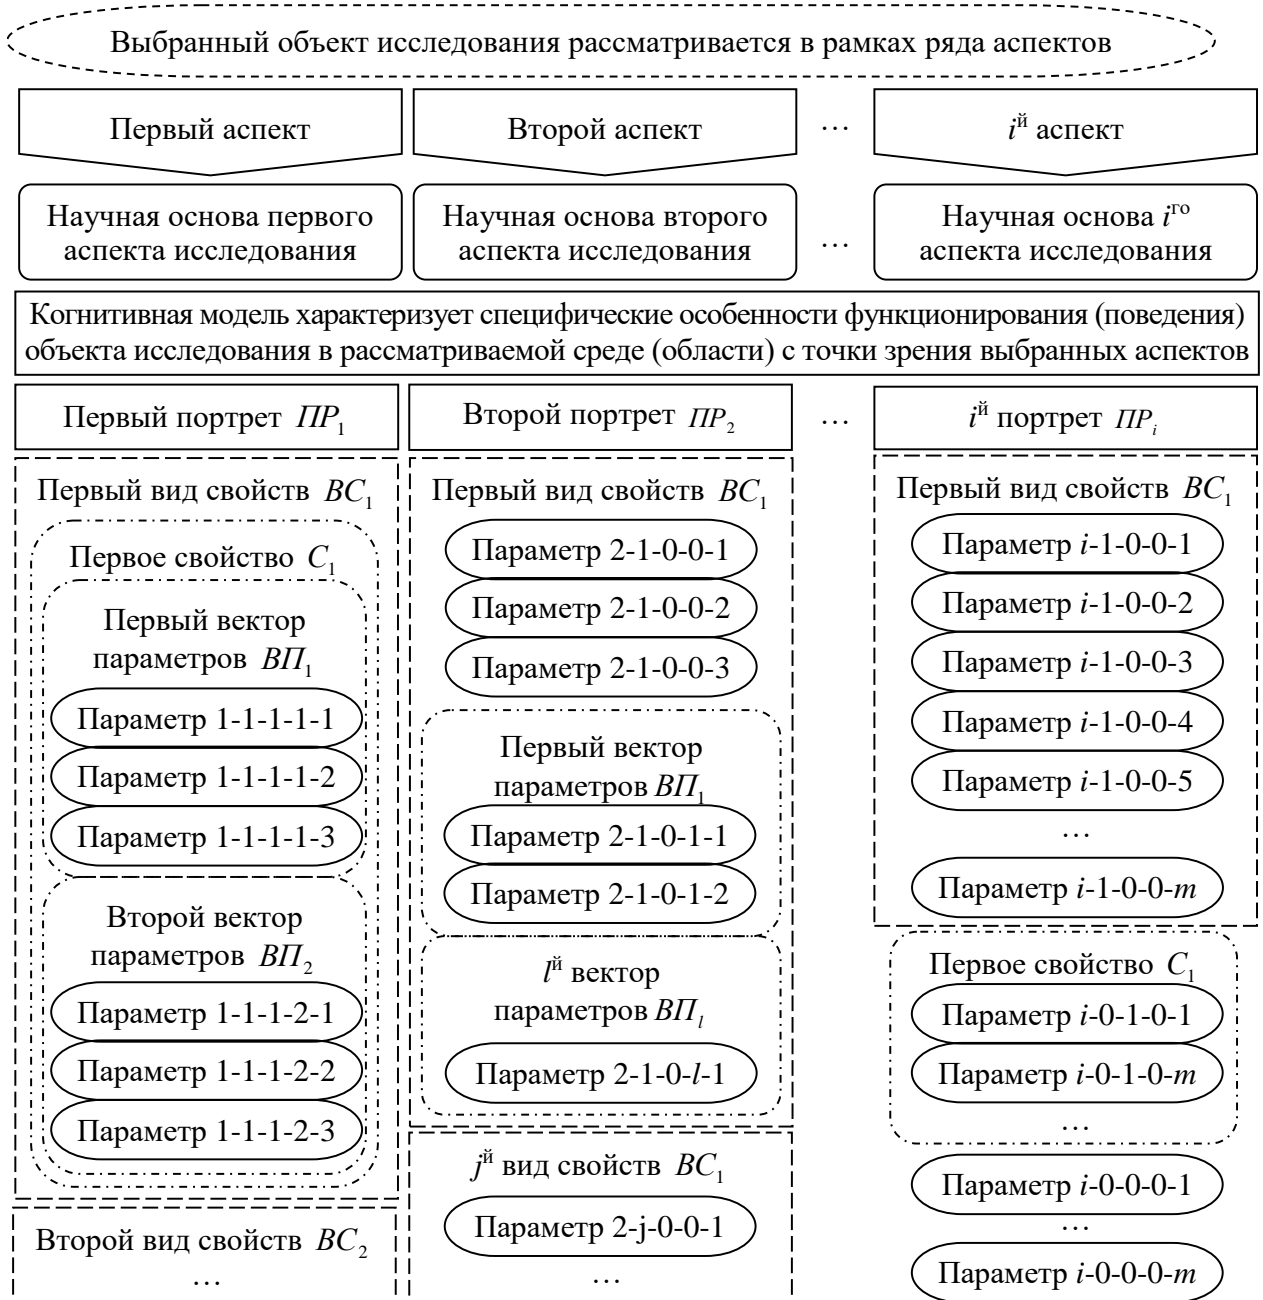 Выбранный объект исследования рассматривается в рамках ряда аспектов
Первый аспект
Второй аспект
…
iй аспект
Научная основа первого
аспекта исследования
Научная основа второго
аспекта исследования
…
Научная основа iго
аспекта исследования
Когнитивная модель характеризует специфические особенности функционирования (поведения)
объекта исследования в рассматриваемой среде (области) с точки зрения выбранных аспектов
Первый портрет ПР1
Второй портрет ПР2
…
iй портрет ПРi
Первый вид свойств ВС1
Первое свойство С1
Первый вектор
параметров ВП1
Параметр 1-1-1-1-1
Параметр 1-1-1-1-2
Параметр 1-1-1-1-3
Второй вектор
параметров ВП2
Параметр 1-1-1-2-1
Параметр 1-1-1-2-2
Параметр 1-1-1-2-3
Второй вид свойств ВС2
…
Первый вид свойств ВС1
Параметр 2-1-0-0-1
Параметр 2-1-0-0-2
Параметр 2-1-0-0-3
Первый вектор
параметров ВП1
Параметр 2-1-0-1-1
Параметр 2-1-0-1-2
lй вектор
параметров ВПl
Параметр 2-1-0-l-1
jй вид свойств ВС1
Параметр 2-j-0-0-1
…
Первый вид свойств ВС1
Параметр i-1-0-0-1
Параметр i-1-0-0-2
Параметр i-1-0-0-3
Параметр i-1-0-0-4
Параметр i-1-0-0-5
…
Параметр i-1-0-0-m
Первое свойство С1
Параметр i-0-1-0-1
Параметр i-0-1-0-m
…
Параметр i-0-0-0-1
…
Параметр i-0-0-0-m